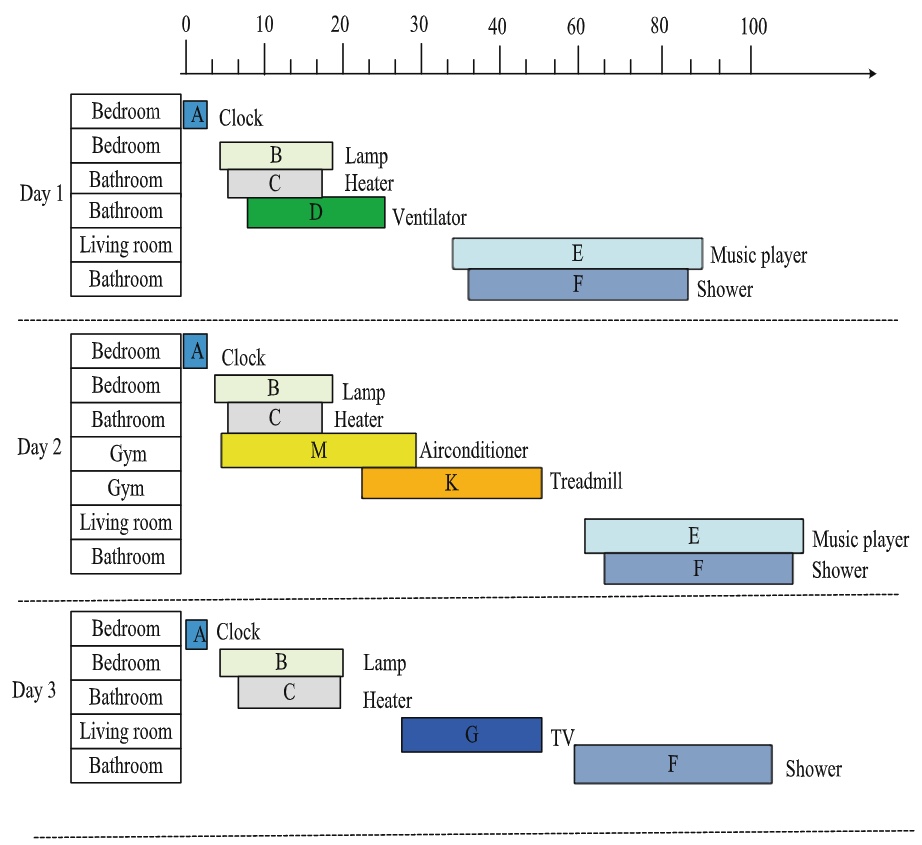 0 10 20 30 40 60 80 100
Bedroom A Clock
Bedroom B Lamp
Bathroom C Heater
Day 1
Bathroom D Ventilator
Living room E Music player
Bathroom F Shower
Bedroom A Clock
Bedroom B Lamp
Bathroom C Heater
Day 2
Gym M Airconditioner
Gym K Treadmill
Living room E Music player
Bathroom F Shower
Bedroom A Clock
Bedroom B Lamp
Day 3
Bathroom C Heater
Living room G TV
Bathroom F Shower